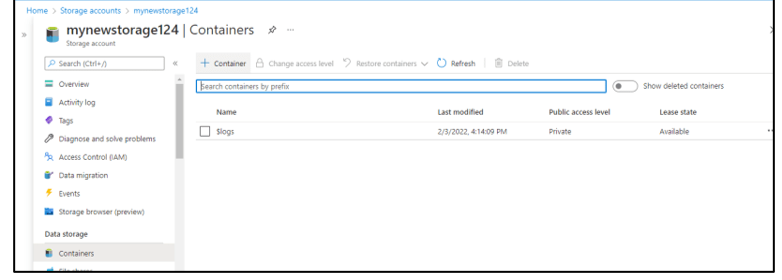 Home > Storage accounts > mynewstorage124
mynewstorage124 | Containers
Storage account
Search (Ctrl+/)
Overview
Activity log
Tags
Diagnose and solve problems
Access Control (IAM)
Data migration
Events
Storage browser (preview)
Data storage
Containers
+ Container Change access level Restore containers Refresh Delete
Search containers by prefix
Show deleted containers
Name Last modified Public access level Lease state
$logs 2/3/2022, 4:14:09 PM Private Available